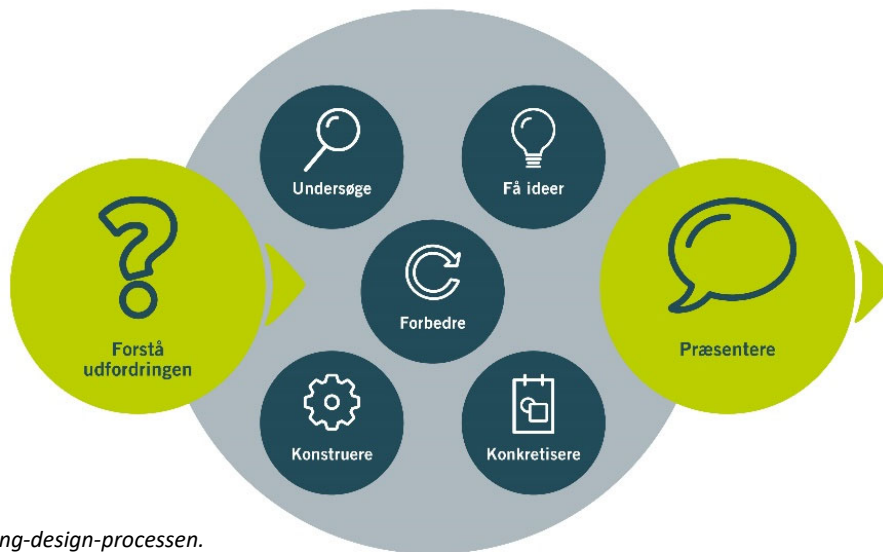 Undersøge
Få ideer
Forstå
udfordringen
Forbedre
Præsentere
Konstruere
Konkretisere
ng-design-processen.